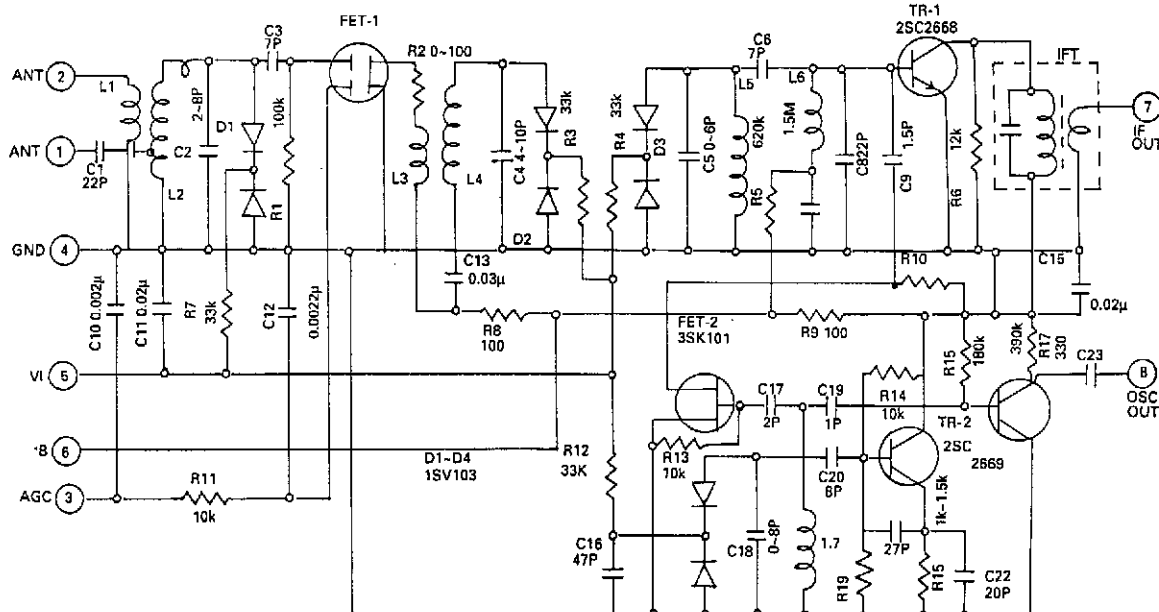 TR-1
2SC2668
FET-1
C3
7P
R2 0~100
C6
7P
IFT
ANT 2
L1
2~8P
100k
33k
33k
L5
L6
7
IF
OUT
D1
R3
R4
D3
620k
1.5M
1.5P
12k
ANT 1
C1
22P
C2
L2
L3
L4
C4 4~10P
C5 0~6P
R5
C822P
C9
R6
R1
D2
GND 4
C13
0.03μ
R10
C15
C10 0.002μ
C11 0.02μ
R7
33k
C12
0.0022μ
0.02μ
R8
100
FET-2
3SK101
R9 100
390k
R17
330
R15
180k
C23
VI 5
C17
2P
C19
1P
R14
10k
8
OSC
OUT
TR-2
2SC
2669
*B 6
D1~D4
1SV103
R12
33K
R13
70k
C20
8P
AGC 3
R11
10k
1k~1.5k
C16
47P
C18
0~8P
1.7
27P
R19
R15
C22
20P